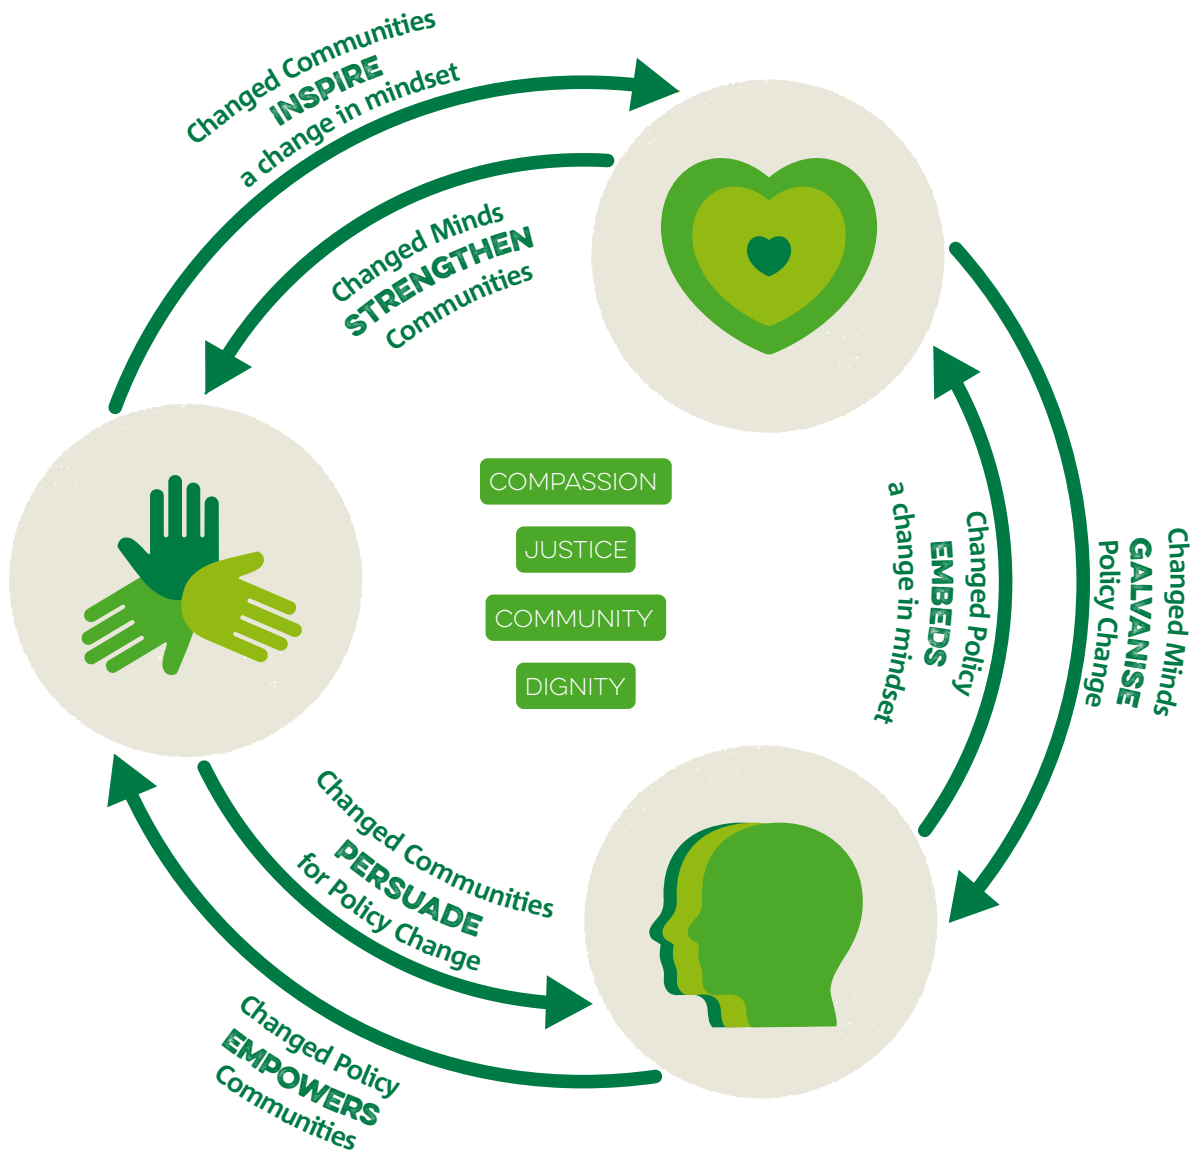 Changed Communities
INSPIRE
a change in mindset
Changed Minds
STRENGTHEN
Communities
COMPASSION
JUSTICE
COMMUNITY
DIGNITY
Changed Policy
EMBEDS
a change in mindset
Changed Minds
GALVANISE
Policy Change
Changed Communities
PERSUADE
for Policy Change
Changed Policy
EMPOWERS
Communities